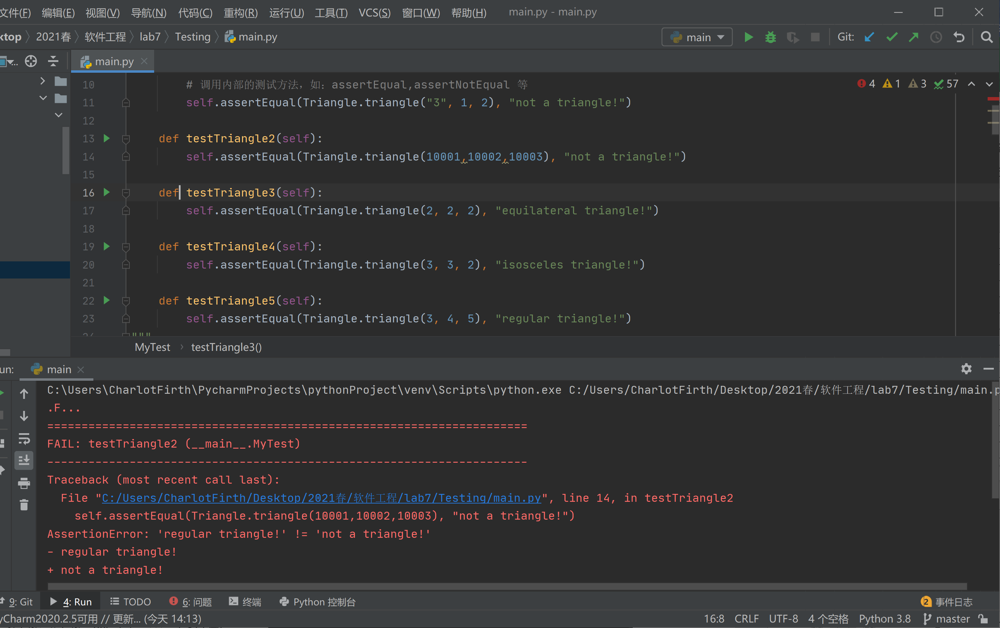 文件(F) 编辑(E) 视图(V) 导航(N) 代码(C) 重构(R) 运行(U) 工具(T) VCS(S) 窗口(W) 帮助(H) main.py - main.py
ktop 2021春 软件工程 lab7 Testing main.py main Git:
... main.py
10 # 调用内部的测试方法，如：assertEqual,assertNotEqual 等 4 1 3 57
11 self.assertEqual(Triangle.triangle("3", 1, 2), "not a triangle!")
12
13 def testTriangle2(self):
14 self.assertEqual(Triangle.triangle(10001,10002,10003), "not a triangle!")
15
16 def testTriangle3(self):
17 self.assertEqual(Triangle.triangle(2, 2, 2), "equilateral triangle!")
18
19 def testTriangle4(self):
20 self.assertEqual(Triangle.triangle(3, 3, 2), "isosceles triangle!")
21
22 def testTriangle5(self):
23 self.assertEqual(Triangle.triangle(3, 4, 5), "regular triangle!")
"""
MyTest testTriangle3()
un: main
C:\Users\CharlotFirth\PycharmProjects\pythonProject\venv\Scripts\python.exe C:/Users/CharlotFirth/Desktop/2021春/软件工程/lab7/Testing/main.p
.F...
======================================================================
FAIL: testTriangle2 (__main__.MyTest)
----------------------------------------------------------------------
Traceback (most recent call last):
File "C:/Users/CharlotFirth/Desktop/2021春/软件工程/lab7/Testing/main.py", line 14, in testTriangle2
self.assertEqual(Triangle.triangle(10001,10002,10003), "not a triangle!")
AssertionError: 'regular triangle!' != 'not a triangle!'
- regular triangle!
+ not a triangle!
9: Git 4: Run TODO 6: 问题 终端 Python 控制台 2 事件日志
yCharm2020.2.5可用 // 更新... (今天 14:13) 16:8 CRLF UTF-8 4 个空格 Python 3.8 master